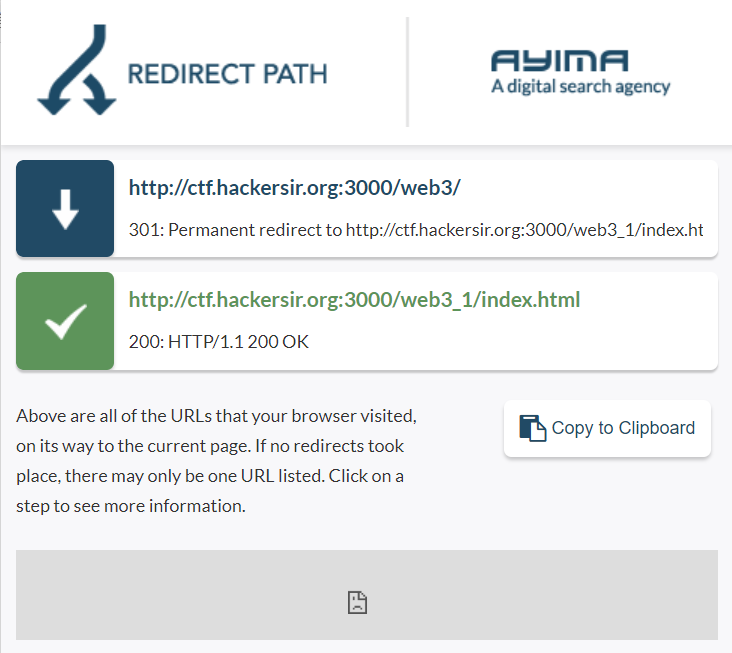 REDIRECT PATH
AYIMA
A digital search agency
http://ctf.hackersir.org:3000/web3/
301: Permanent redirect to http://ctf.hackersir.org:3000/web3_1/index.ht
http://ctf.hackersir.org:3000/web3_1/index.html
200: HTTP/1.1 200 OK
Above are all of the URLs that your browser visited,
on its way to the current page. If no redirects took
place, there may only be one URL listed. Click on a
step to see more information.
Copy to Clipboard